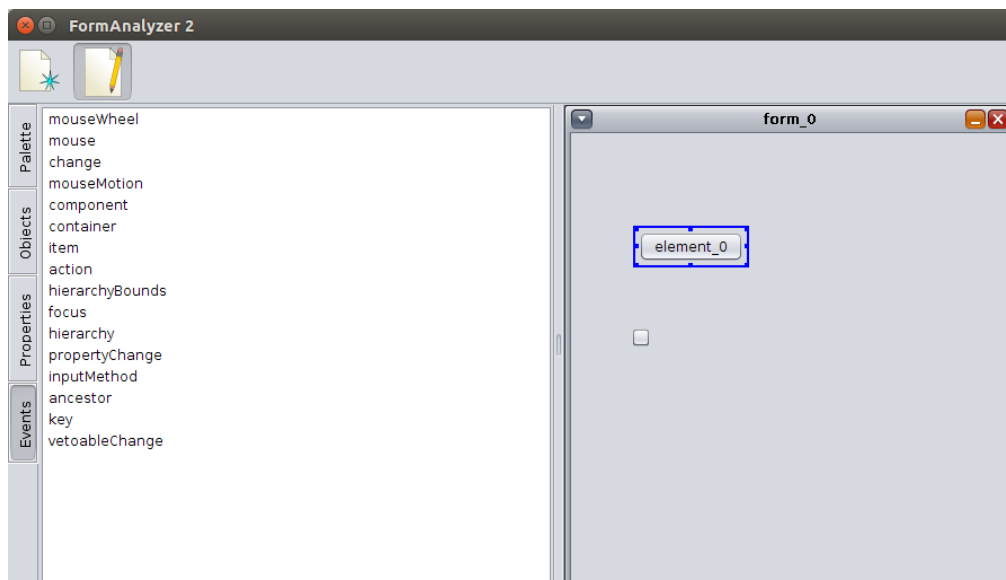 FormAnalyzer 2
Palette
Objects
Properties
Events
mouseWheel
mouse
change
mouseMotion
component
container
item
action
hierarchyBounds
focus
hierarchy
propertyChange
inputMethod
ancestor
key
vetoableChange
form_0
element_0